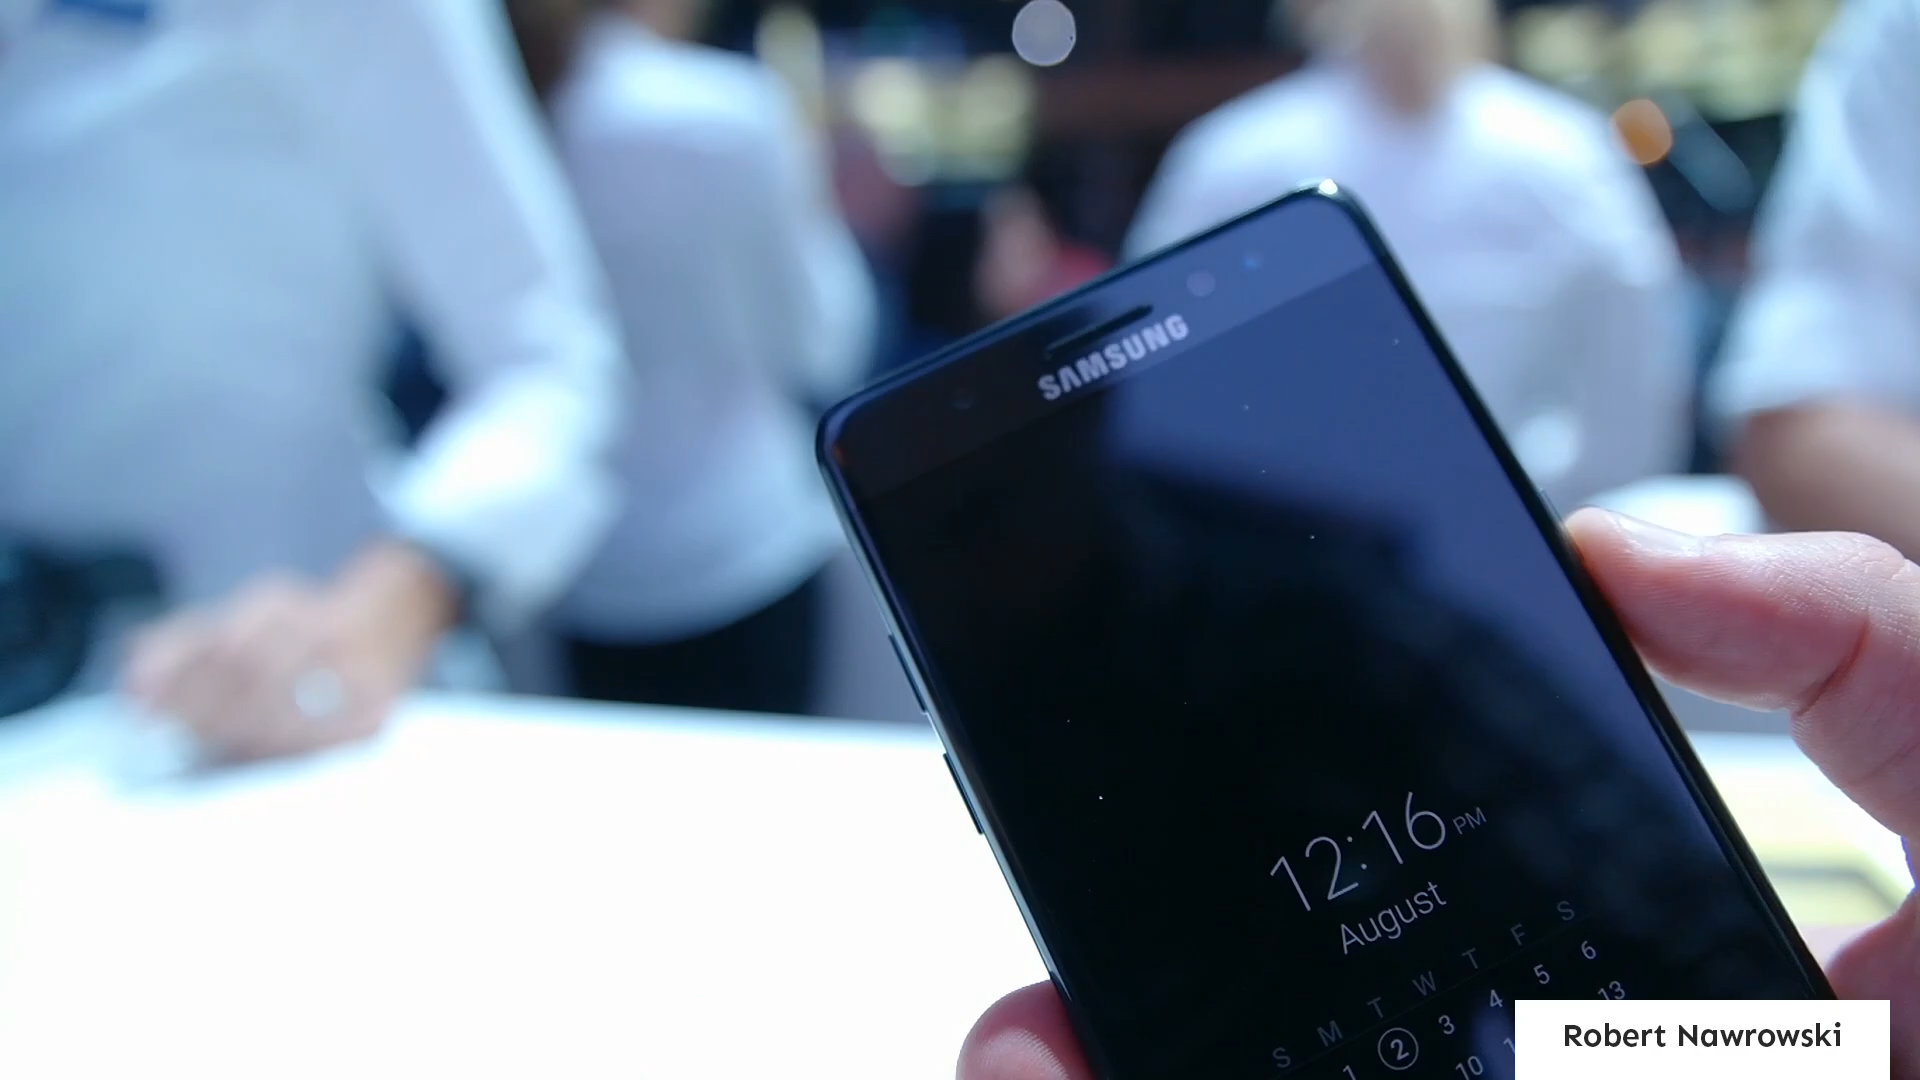 SAMSUNG
12:16 PM
August
S M T W T F S
1 2 3 4 5 6
10 13
Robert Nawrowski